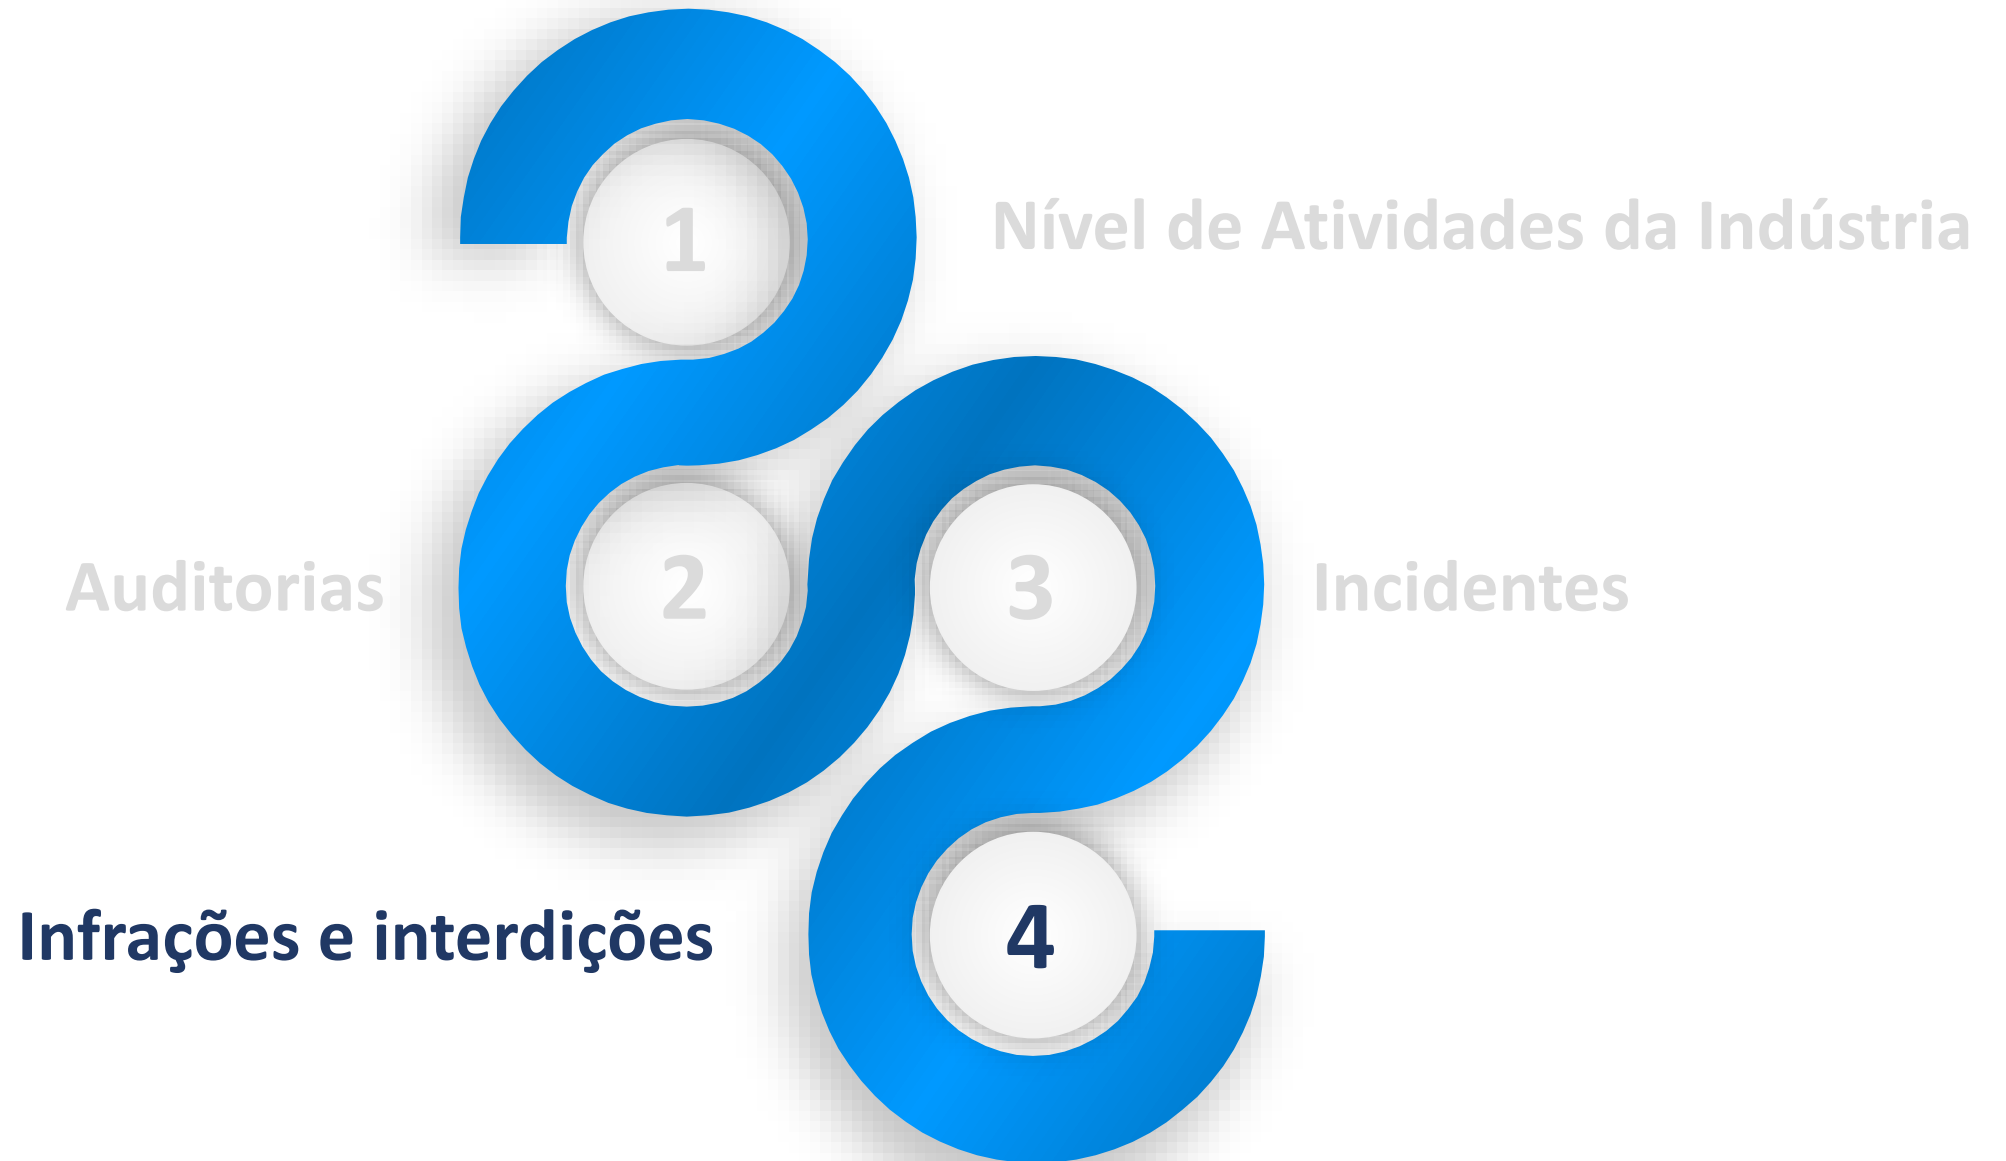 1
Nível de Atividades da Indústria
Auditorias
2
3
Incidentes
Infrações e interdições
4